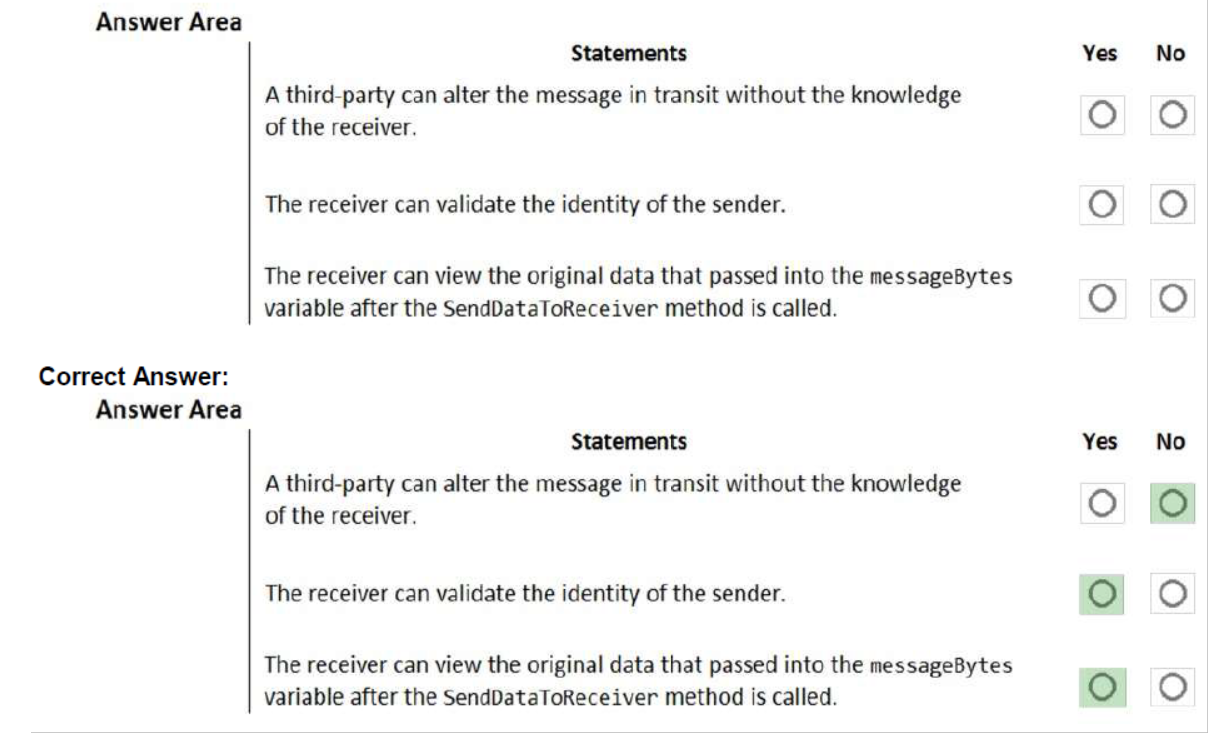 Answer Area
Statements Yes No
A third-party can alter the message in transit without the knowledge
of the receiver.
The receiver can validate the identity of the sender.
The receiver can view the original data that passed into the messageBytes
variable after the SendDataToReceiver method is called.
Correct Answer:
Answer Area
Statements Yes No
A third-party can alter the message in transit without the knowledge
of the receiver.
The receiver can validate the identity of the sender.
The receiver can view the original data that passed into the messageBytes
variable after the SendDataToReceiver method is called.